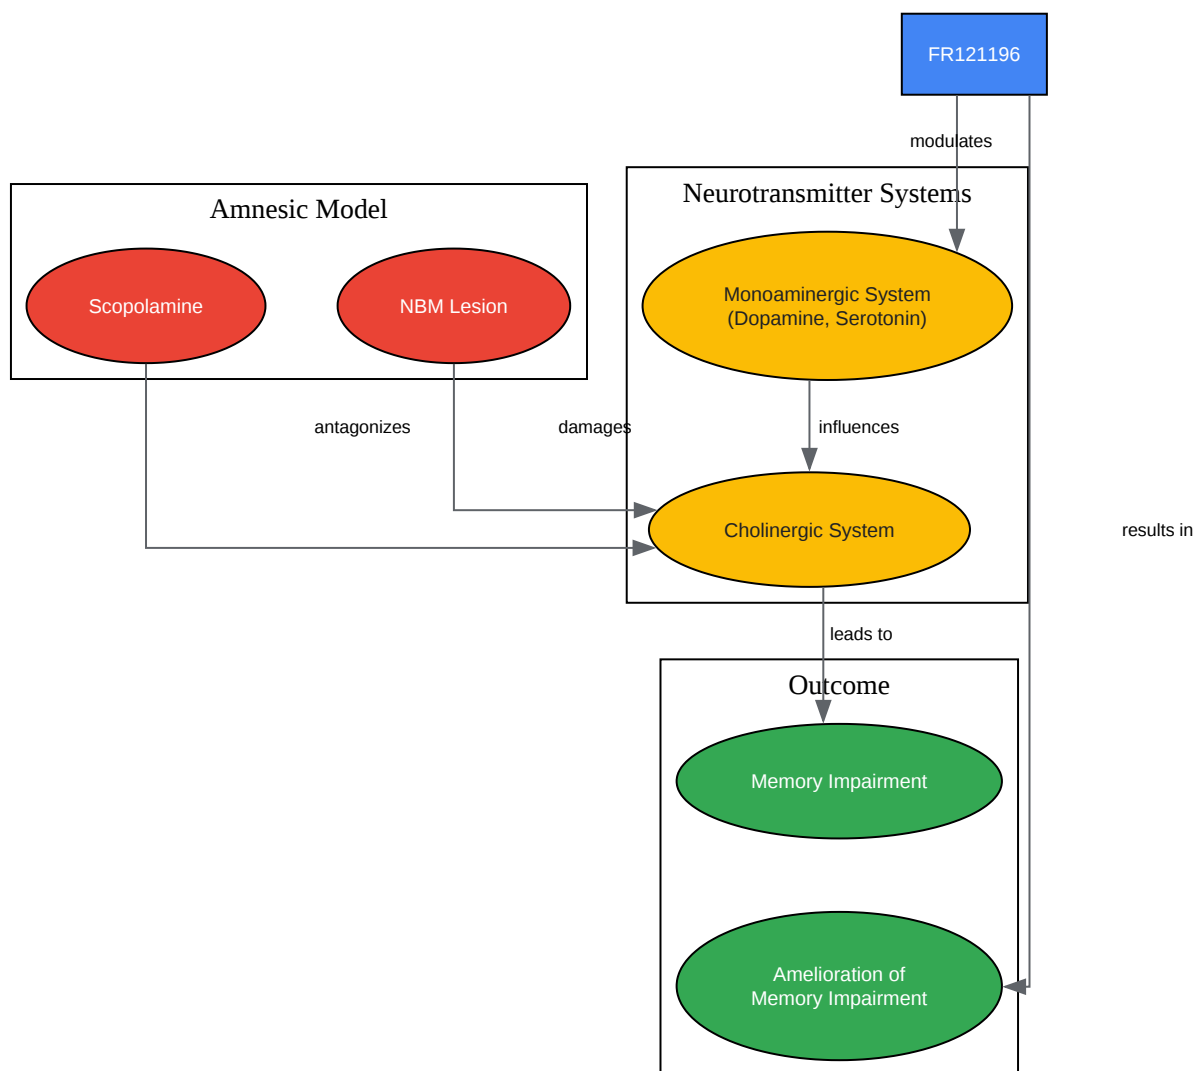 FR121196
modulates
Amnesic Model
Neurotransmitter Systems
Scopolamine
NBM Lesion
Monoaminergic System
(Dopamine, Serotonin)
antagonizes
damages
influences
Cholinergic System
results in
leads to
Outcome
Memory Impairment
Amelioration of
Memory Impairment